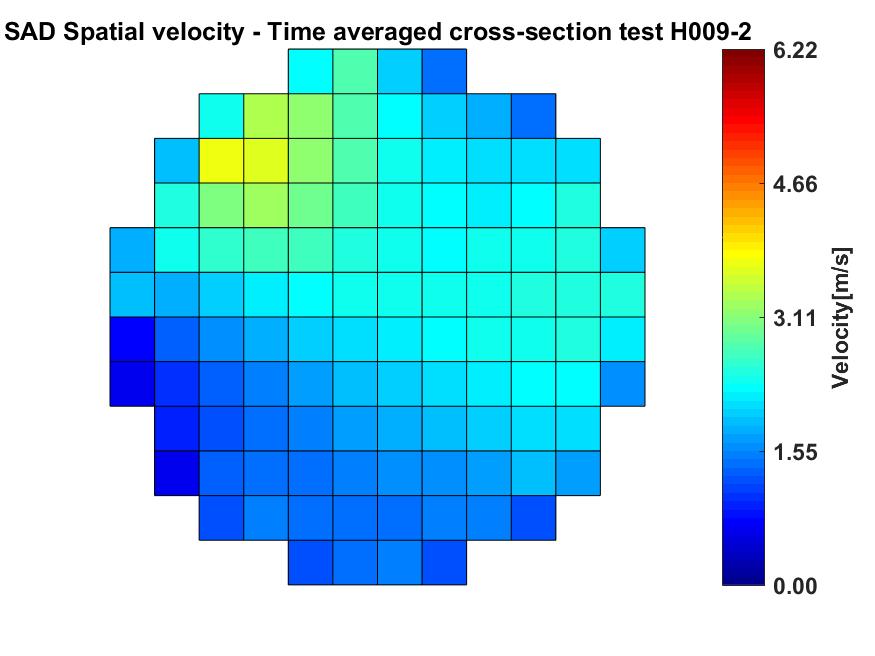 SAD Spatial velocity - Time averaged cross-section test H009-2
6.22
4.66
3.11
1.55
0.00
Velocity[m/s]